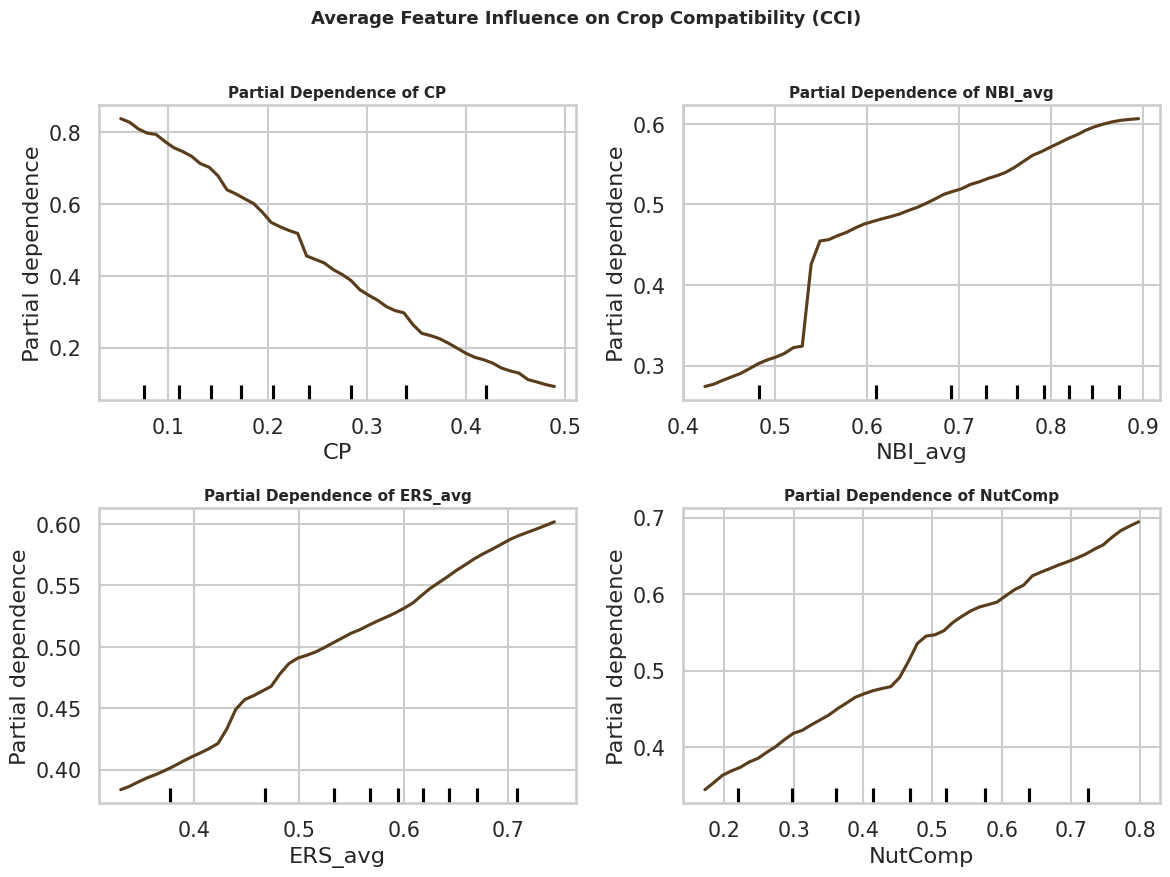 Average Feature Influence on Crop Compatibility (CCI)
Partial Dependence of CP
Partial dependence
0.8
0.6
0.4
0.2
0.1 0.2 0.3 0.4 0.5
CP
Partial Dependence of NBI_avg
Partial dependence
0.6
0.5
0.4
0.3
0.4 0.5 0.6 0.7 0.8 0.9
NBI_avg
Partial Dependence of ERS_avg
Partial dependence
0.60
0.55
0.50
0.45
0.40
0.4 0.5 0.6 0.7
ERS_avg
Partial Dependence of NutComp
Partial dependence
0.7
0.6
0.5
0.4
0.2 0.3 0.4 0.5 0.6 0.7 0.8
NutComp